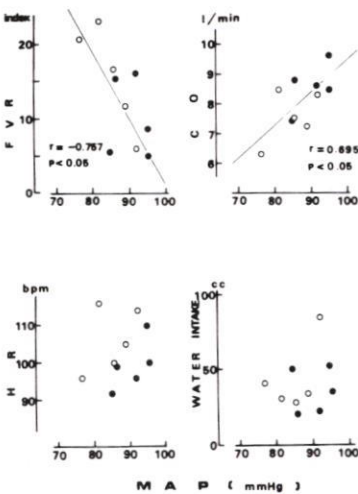 index
20
10
0
F V R
r = -0.767
P < 0.05
70 80 90 100
l/min
10
9
8
7
6
C O
r = 0.695
P < 0.05
70 80 90 100
bpm
110
100
90
H R
70 80 90 100
cc
100
50
0
WATER INTAKE
70 80 90 100
M A P ( mmHg )